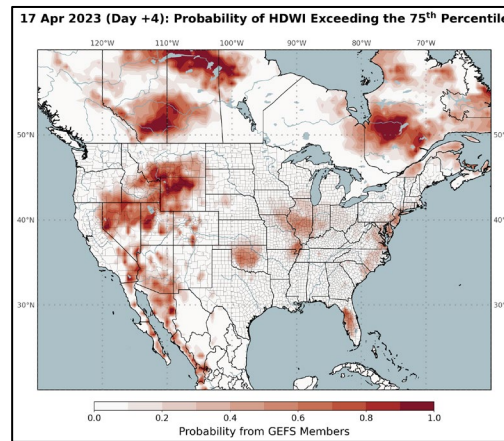 17 Apr 2023 (Day +4): Probability of HDWI Exceeding the 75th Percentile
120°W 110°W 100°W 90°W 80°W 70°W
50°N 50°N
40°N 40°N
30°N 30°N
0.0 0.2 0.4 0.6 0.8 1.0
Probability from GEFS Members